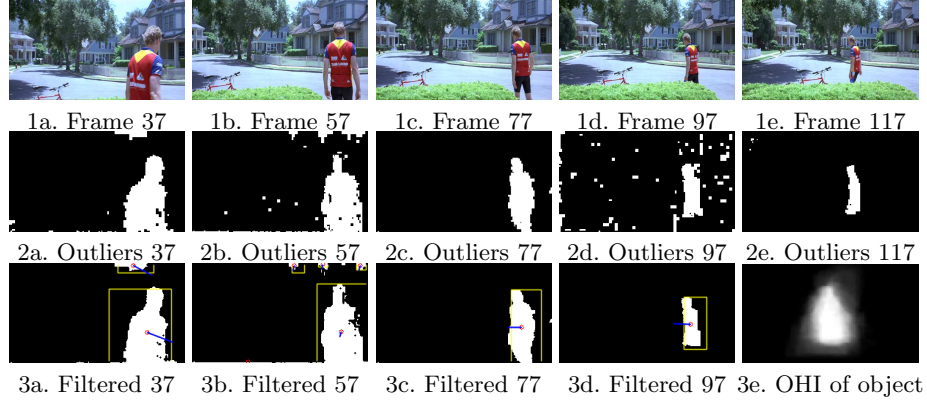 1a. Frame 37 1b. Frame 57 1c. Frame 77 1d. Frame 97 1e. Frame 117
2a. Outliers 37 2b. Outliers 57 2c. Outliers 77 2d. Outliers 97 2e. Outliers 117
3a. Filtered 37 3b. Filtered 57 3c. Filtered 77 3d. Filtered 97 3e. OHI of object